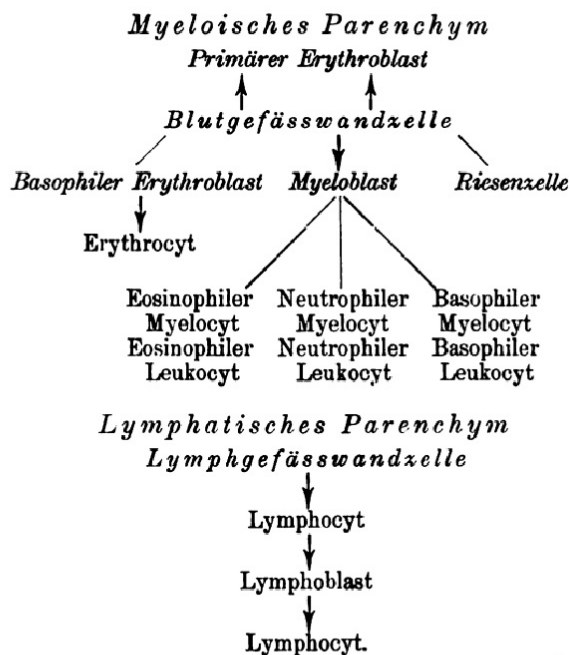 Myeloisches Parenchym
Primärer Erythroblast
Blutgefässwandzelle
Basophiler Erythroblast Myeloblast Riesenzelle
Erythrocyt
Eosinophiler Neutrophiler Basophiler
Myelocyt Myelocyt Myelocyt
Eosinophiler Neutrophiler Basophiler
Leukocyt Leukocyt Leukocyt
Lymphatisches Parenchym
Lymphgefässwandzelle
Lymphocyt
Lymphoblast
Lymphocyt.